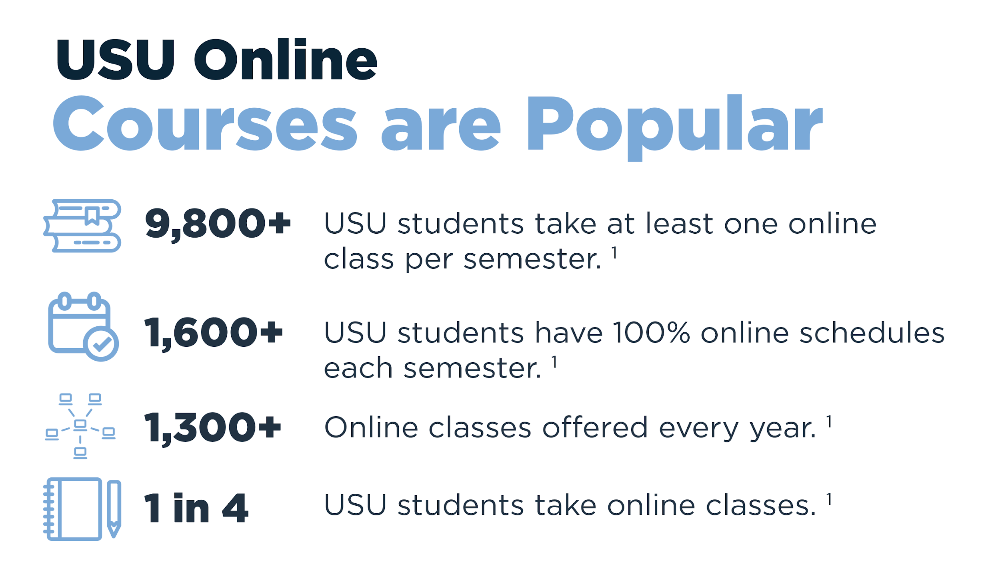 USU Online
Courses are Popular
9,800+ USU students take at least one online
class per semester. 1
1,600+ USU students have 100% online schedules
each semester. 1
1,300+ Online classes offered every year. 1
1 in 4 USU students take online classes. 1